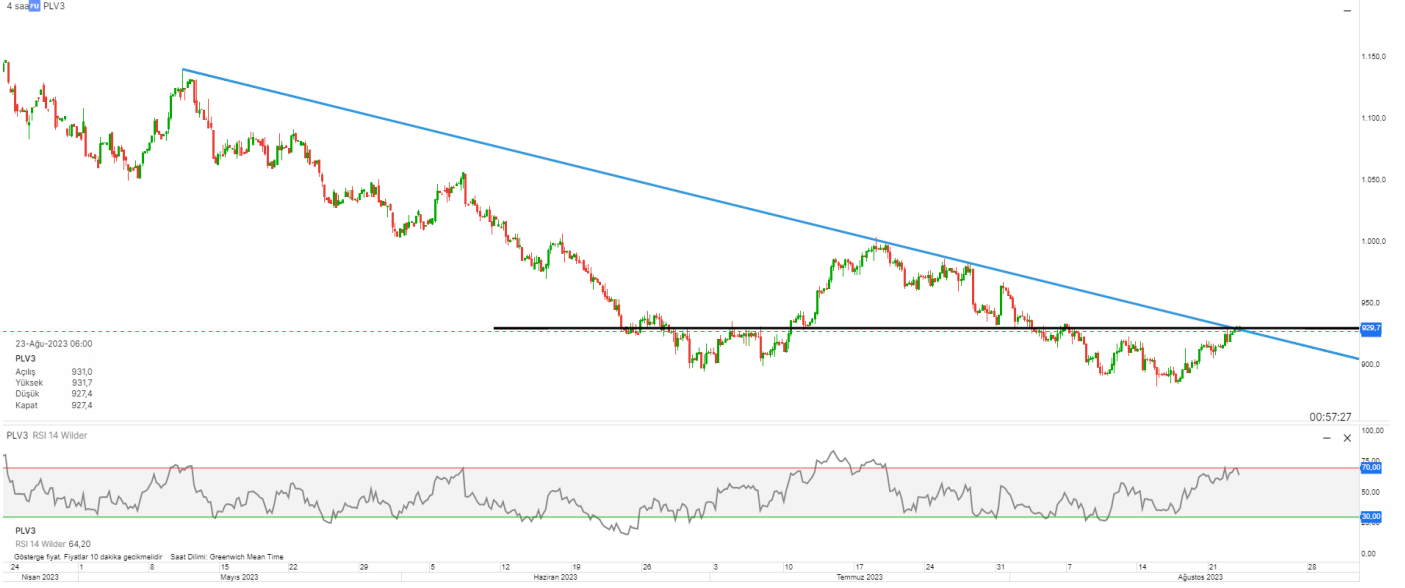 4 saa FU PLV3
1.150,0
1.100,0
1.050,0
1.000,0
950,0
929,7
900,0
23-Ağu-2023 06:00
PLV3
Açılış 931,0
Yüksek 931,7
Düşük 927,4
Kapat 927,4
00:57:27
PLV3 RSI 14 Wilder
100,00
75,00
70,00
50,00
30,00
25,00
0.00
PLV3
RSI 14 Wilder 64,20
Gösterge fiyat. Fiyatlar 10 dakika gecikmelidir Saat Dilimi: Greenwich Mean Time
24 1 8 15 22 29 5 12 19 26 3 10 17 24 31 7 14 21 28
Nisan 2023 Mayıs 2023 Haziran 2023 Temmuz 2023 Ağustos 2023